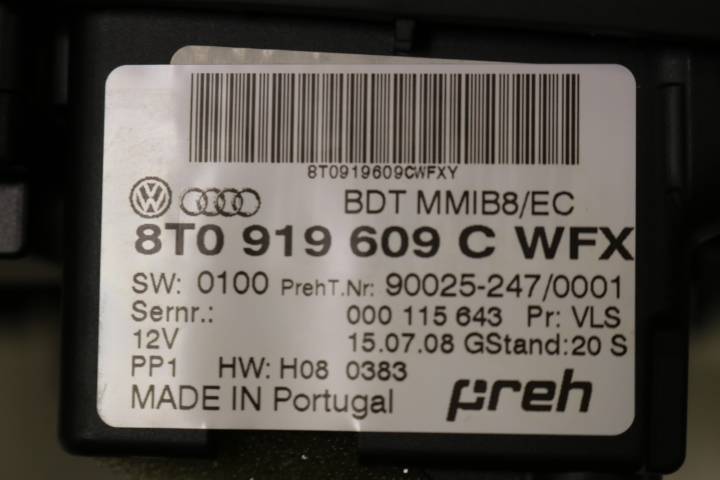 8T0919609CWFXY
BDT MMIB8/EC
8T0 919 609 C WFX
SW: 0100 PrehT.Nr: 90025-247/0001
Sernr.: 000 115 643 Pr: VLS
12V 15.07.08 GStand:20 S
PP1 HW: H08 0383
MADE IN Portugal preh